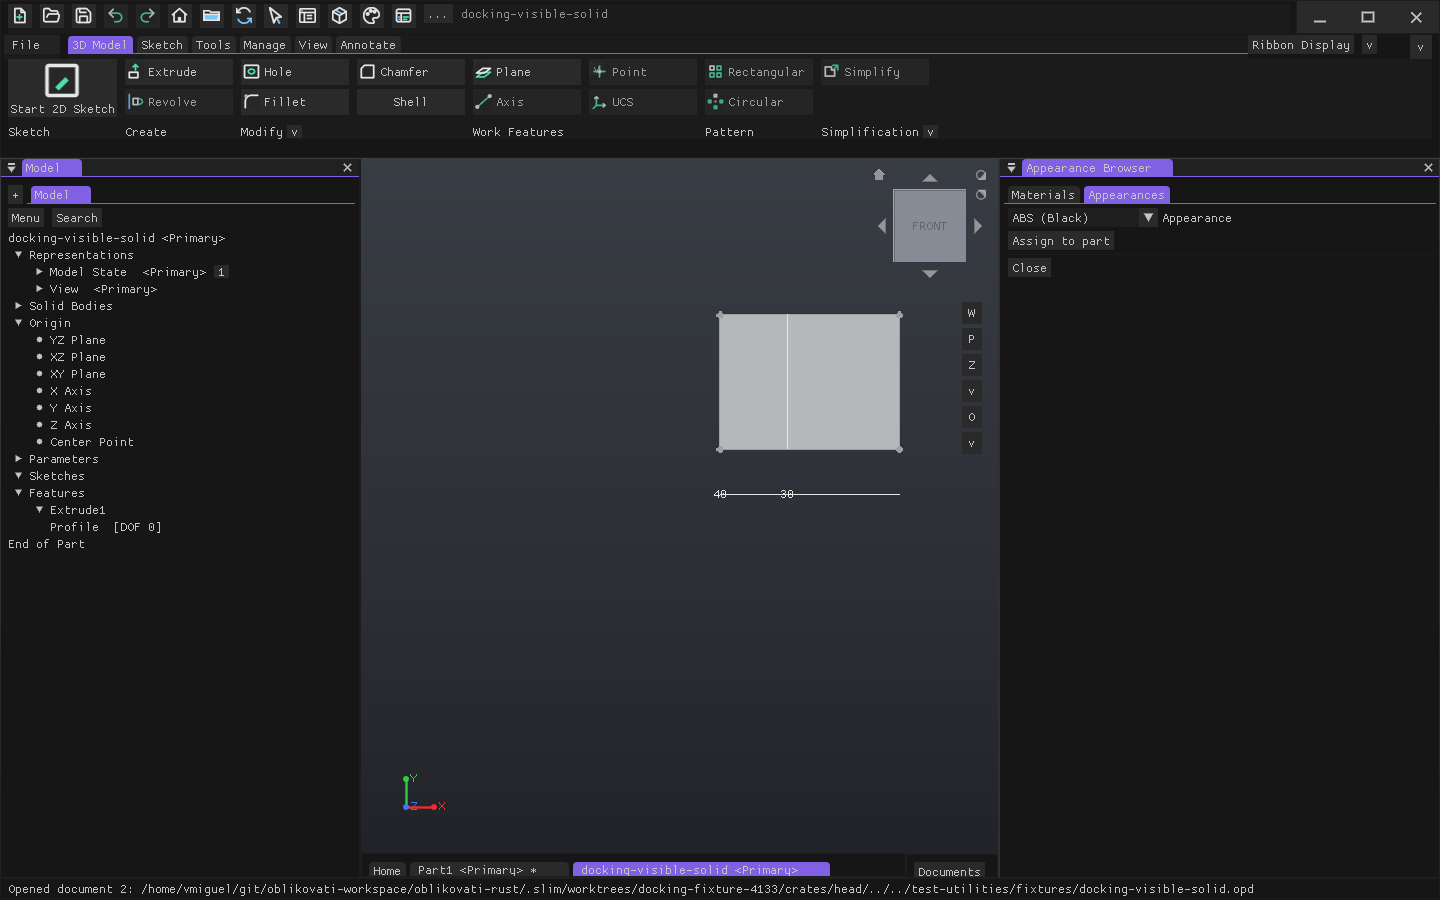 ... docking-visible-solid
File 3D Model Sketch Tools Manage View Annotate Ribbon Display v v
Extrude Hole Chamfer Plane Point Rectangular Simplify
Start 2D Sketch Revolve Fillet Shell Axis UCS Circular
Sketch Create Modify v Work Features Pattern Simplification v
Model
+ Model
Menu Search
docking-visible-solid <Primary>
Representations
Model State <Primary> 1
View <Primary>
Solid Bodies
Origin
YZ Plane
XZ Plane
XY Plane
X Axis
Y Axis
Z Axis
Center Point
Parameters
Sketches
Features
Extrude1
Profile [DOF 0]
End of Part
FRONT
W
P
Z
v
O
v
40 30
Y
Z X
Appearance Browser
Materials Appearances
ABS (Black) Appearance
Assign to part
Close
Home Part1 <Primary> * docking-visible-solid <Primary> Documents
Opened document 2: /home/vmiguel/git/oblikovati-workspace/oblikovati-rust/.slim/worktrees/docking-fixture-4133/crates/head/../../test-utilities/fixtures/docking-visible-solid.opd